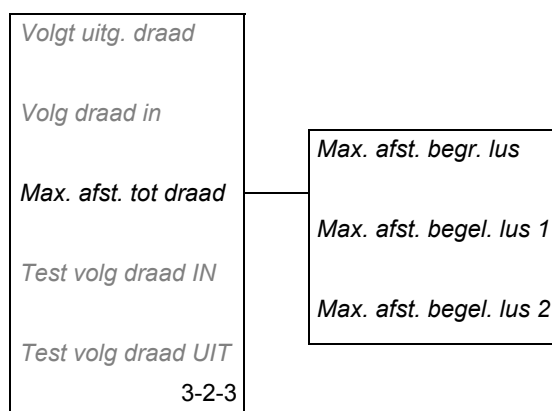 Volgt uitg. draad
Volg draad in
Max. afst. tot draad
Test volg draad IN
Test volg draad UIT
3-2-3
Max. afst. begr. lus
Max. afst. begel. lus 1
Max. afst. begel. lus 2